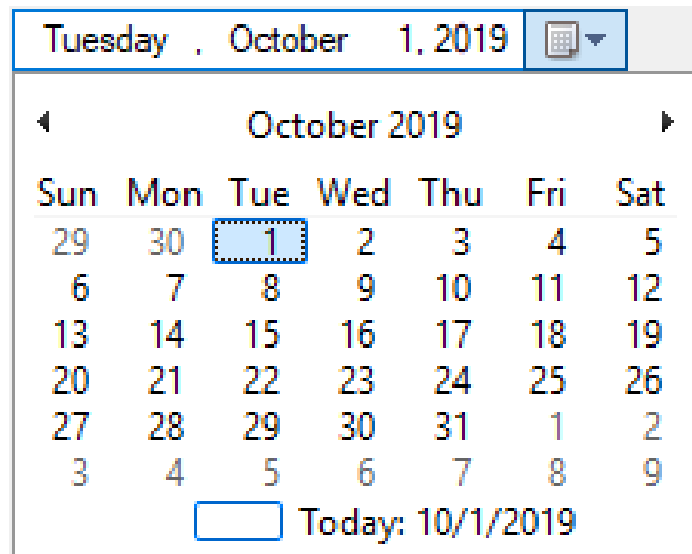 Tuesday , October 1, 2019
October 2019
Sun Mon Tue Wed Thu Fri Sat
29 30 1 2 3 4 5
6 7 8 9 10 11 12
13 14 15 16 17 18 19
20 21 22 23 24 25 26
27 28 29 30 31 1 2
3 4 5 6 7 8 9
Today: 10/1/2019